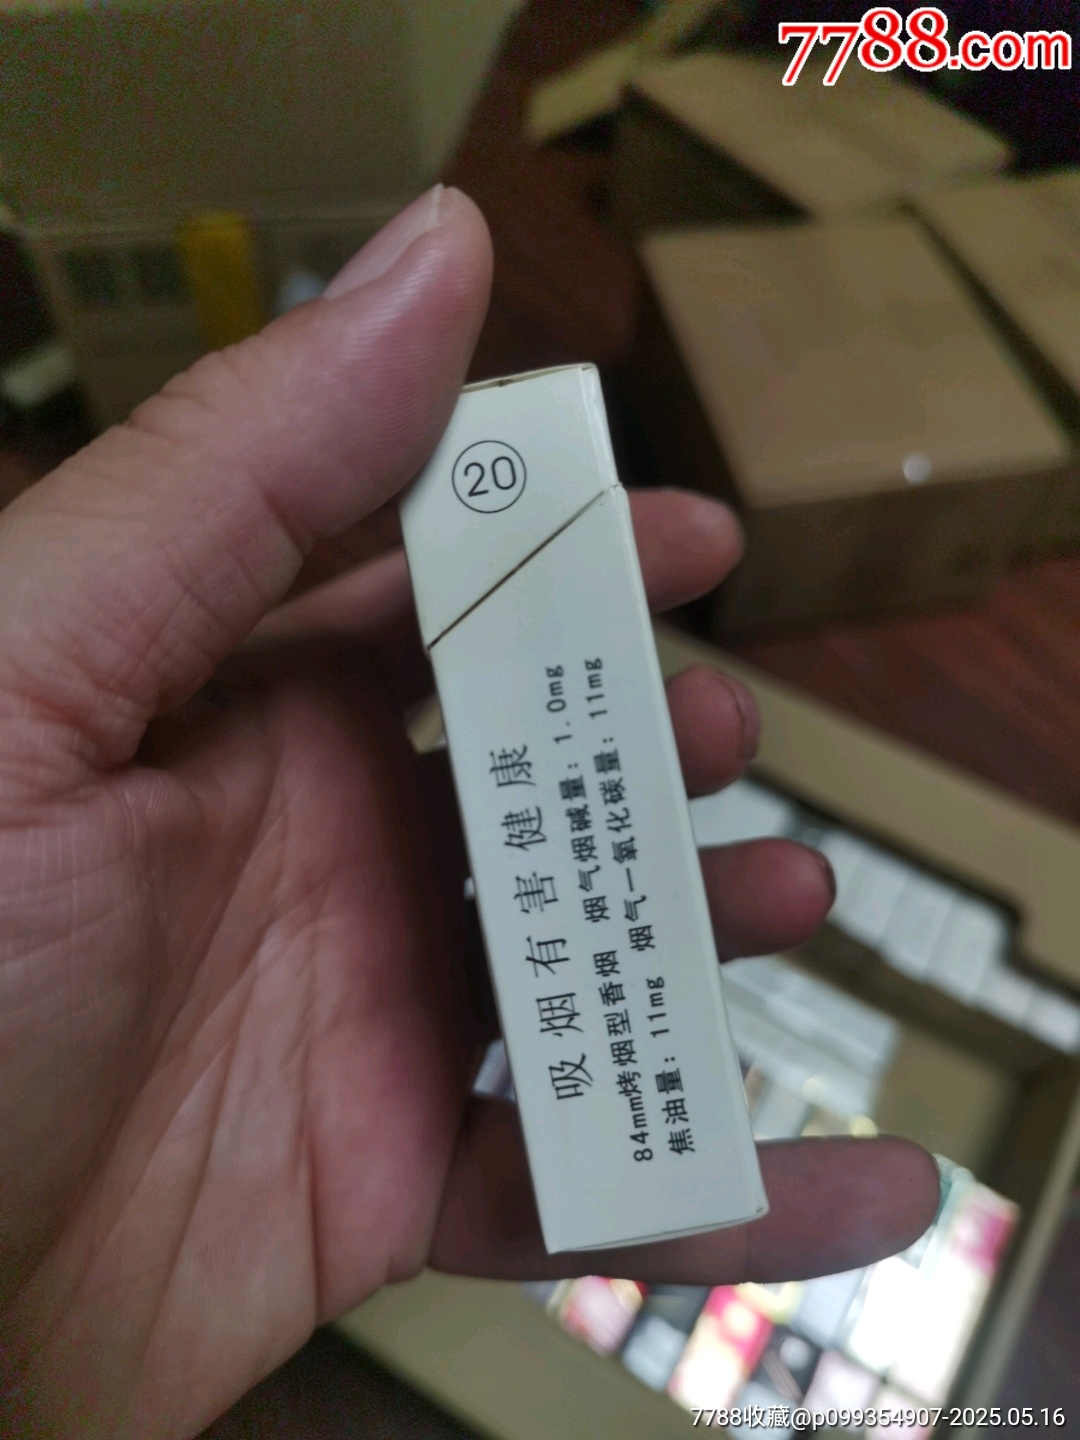 7788.com
20
吸烟有害健康
84mm烤烟型香烟 烟气烟碱量：1.0mg
焦油量：11mg 烟气一氧化碳量：11mg
7788收藏@p099354907-2025.05.16